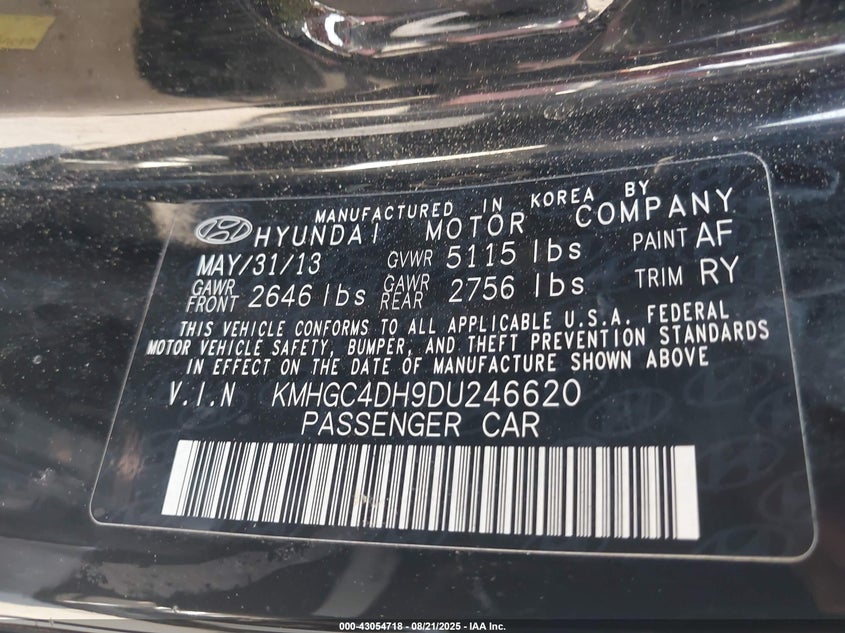 MANUFACTURED IN KOREA BY
HYUNDAI MOTOR COMPANY
MAY/31/13 GVWR 5115 lbs PAINT AF
GAWR FRONT 2646 lbs GAWR REAR 2756 lbs TRIM RY
THIS VEHICLE CONFORMS TO ALL APPLICABLE U.S.A. FEDERAL
MOTOR VEHICLE SAFETY, BUMPER, AND THEFT PREVENTION STANDARDS
IN EFFECT ON THE DATE OF MANUFACTURE SHOWN ABOVE
V.I.N KMHGC4DH9DU246620
PASSENGER CAR
000-43054718 - 08/21/2025 - IAA Inc.